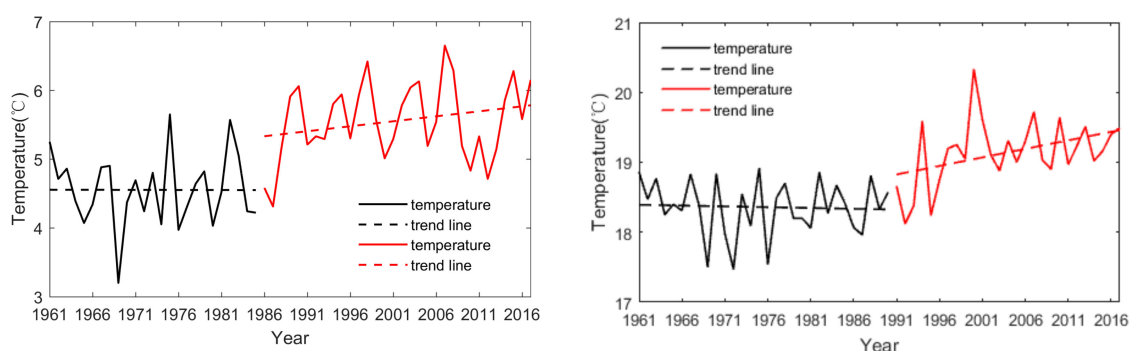 7
6
5
4
3
Temperature(℃)
temperature
trend line
temperature
trend line
1961 1966 1971 1976 1981 1986 1991 1996 2001 2006 2011 2016
Year
21
20
19
18
17
Temperature(℃)
temperature
trend line
temperature
trend line
1961 1966 1971 1976 1981 1986 1991 1996 2001 2006 2011 2016
Year